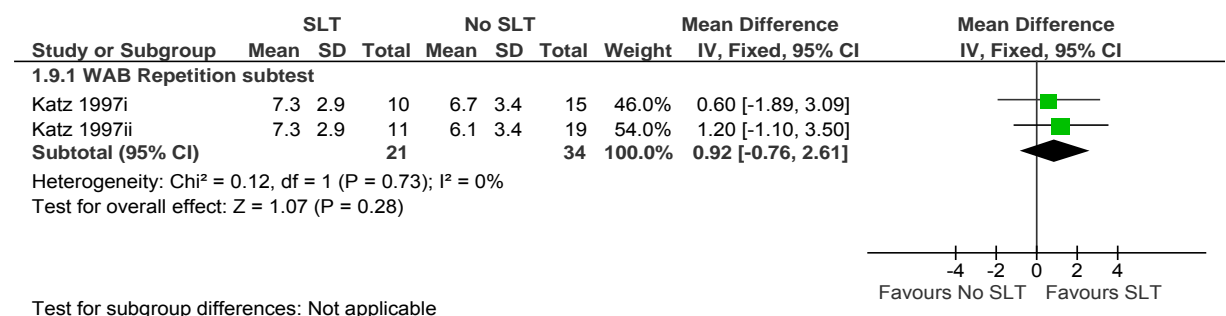 SLT No SLT Mean Difference Mean Difference
Study or Subgroup Mean SD Total Mean SD Total Weight IV, Fixed, 95% CI IV, Fixed, 95% CI
1.9.1 WAB Repetition subtest
Katz 1997i 7.3 2.9 10 6.7 3.4 15 46.0% 0.60 [-1.89, 3.09]
Katz 1997ii 7.3 2.9 11 6.1 3.4 19 54.0% 1.20 [-1.10, 3.50]
Subtotal (95% CI) 21 34 100.0% 0.92 [-0.76, 2.61]
Heterogeneity: Chi² = 0.12, df = 1 (P = 0.73); I² = 0%
Test for overall effect: Z = 1.07 (P = 0.28)
-4 -2 0 2 4
Favours No SLT Favours SLT
Test for subgroup differences: Not applicable